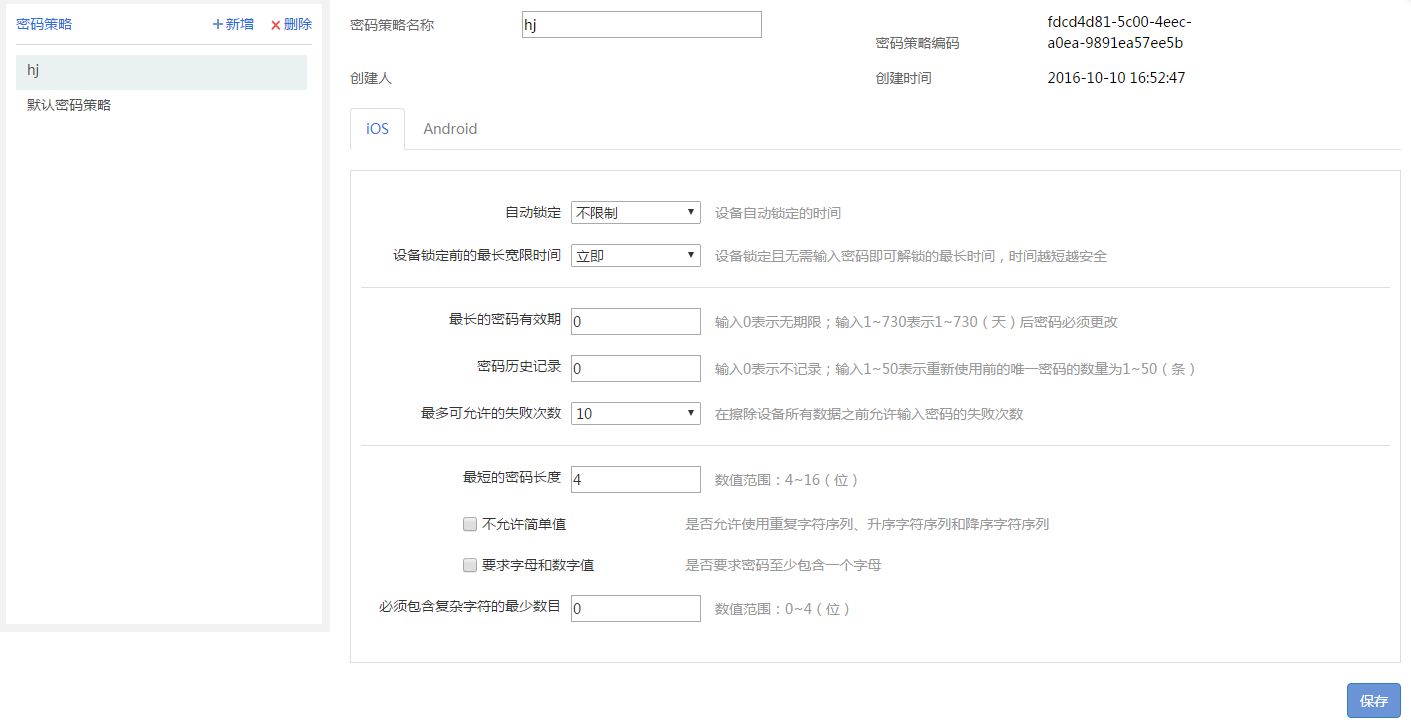 密码策略 +新增 ×删除
hj
默认密码策略
密码策略名称 hj
密码策略编码 fdcd4d81-5c00-4eec-
a0ea-9891ea57ee5b
创建人
创建时间 2016-10-10 16:52:47
iOS Android
自动锁定 不限制 设备自动锁定的时间
设备锁定前的最长宽限时间 立即 设备锁定且无需输入密码即可解锁的最长时间，时间越短越安全
最长的密码有效期 0 输入0表示无期限；输入1~730表示1~730（天）后密码必须更改
密码历史记录 0 输入0表示不记录；输入1~50表示重新使用前的唯一密码的数量为1~50（条）
最多可允许的失败次数 10 在擦除设备所有数据之前允许输入密码的失败次数
最短的密码长度 4 数值范围：4~16（位）
不允许简单值 是否允许使用重复字符序列、升序字符序列和降序字符序列
要求字母和数字值 是否要求密码至少包含一个字母
必须包含复杂字符的最少数目 0 数值范围：0~4（位）
保存